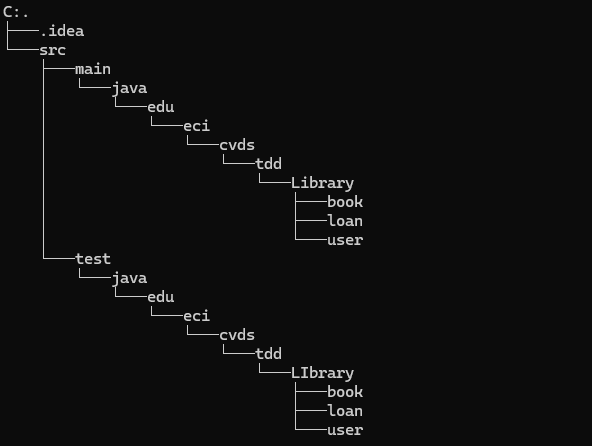 C:.
├───.idea
└───src
    ├───main
    │   └───java
    │       └───edu
    │           └───eci
    │               └───cvds
    │                   └───tdd
    │                       └───Library
    │                           ├───book
    │                           ├───loan
    │                           └───user
    └───test
        └───java
            └───edu
                └───eci
                    └───cvds
                        └───tdd
                            └───LIbrary
                                ├───book
                                ├───loan
                                └───user